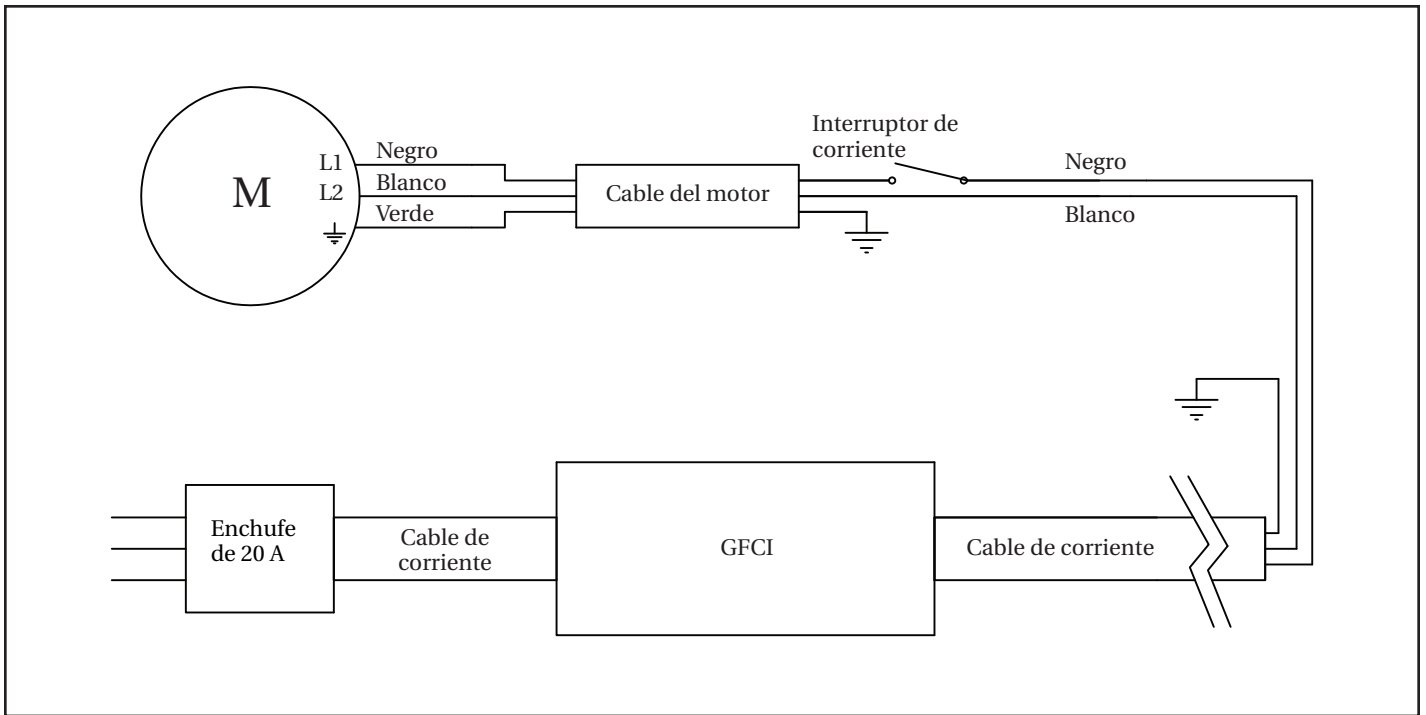 Interruptor de
corriente
Negro
L1
Negro
Blanco
L2
M
Cable del motor
Verde
Blanco
Enchufe
de 20 A
Cable de
corriente
GFCI
Cable de corriente